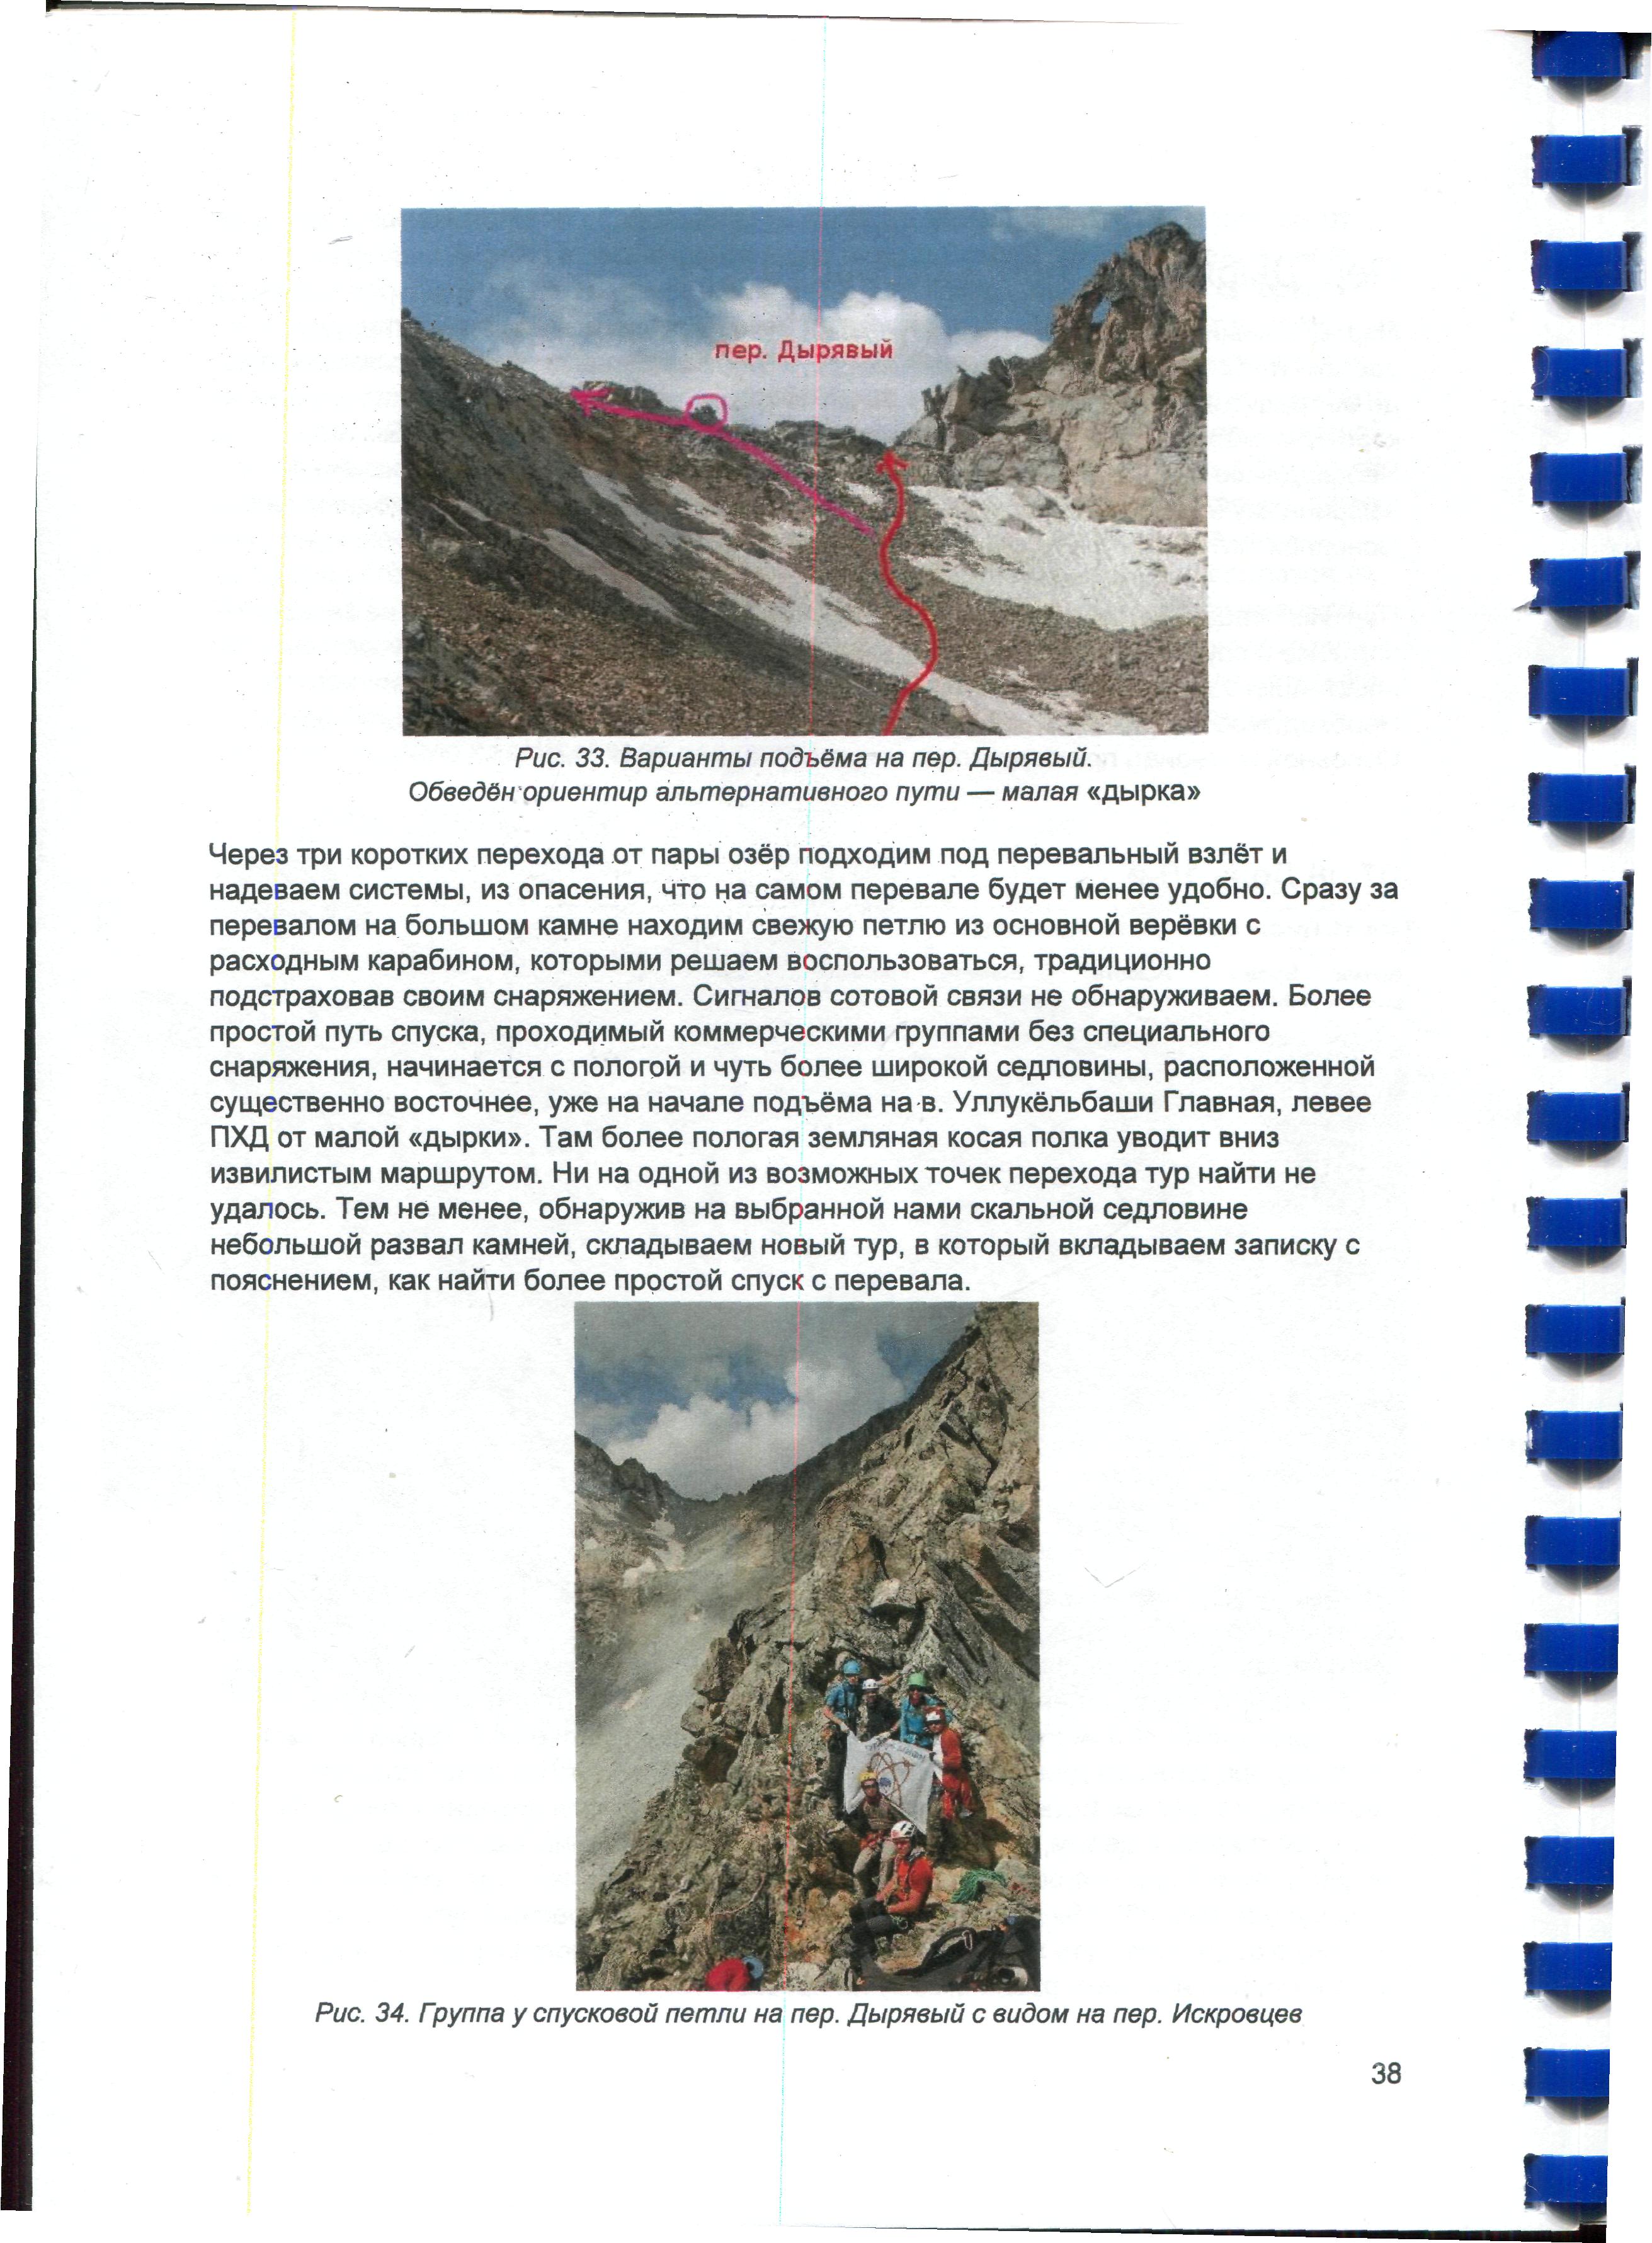 пер. Дырявый
Рис. 33. Варианты подъёма на пер. Дырявый.
Обведён ориентир альтернативного пути — малая «дырка»
Через три коротких перехода от пары озёр подходим под перевальный взлёт и
надеваем системы, из опасения, что на самом перевале будет менее удобно. Сразу за
перевалом на большом камне находим свежую петлю из основной верёвки с
расходным карабином, которыми решаем воспользоваться, традиционно
подстраховав своим снаряжением. Сигналов сотовой связи не обнаруживаем. Более
простой путь спуска, проходимый коммерческими группами без специального
снаряжения, начинается с пологой и чуть более широкой седловины, расположенной
существенно восточнее, уже на начале подъёма на в. Уллукёльбаши Главная, левее
ПХД от малой «дырки». Там более пологая земляная косая полка уводит вниз
извилистым маршрутом. Ни на одной из возможных точек перехода тур найти не
удалось. Тем не менее, обнаружив на выбранной нами скальной седловине
небольшой развал камней, складываем новый тур, в который вкладываем записку с
пояснением, как найти более простой спуск с перевала.
Рис. 34. Группа у спусковой петли на пер. Дырявый с видом на пер. Искровцев
38